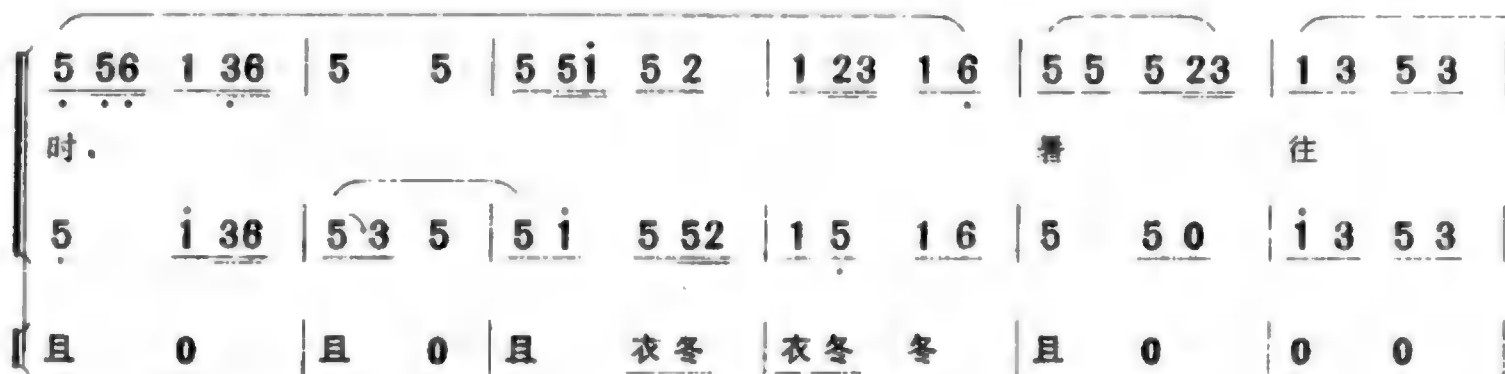 5 56 1 36 | 5 5 | 5 5i̇ 5 2 | 1 23 1 6 | 5 5 5 23 | 1 3 5 3
时. 暑 往
5 i̇ 36 | 5 3 5 | 5 i̇ 5 52 | 1 5 1 6 | 5 5 0 | i̇ 3 5 3 |
且 0 | 且 0 | 且 衣冬 | 衣冬 冬 | 且 0 | 0 0 |